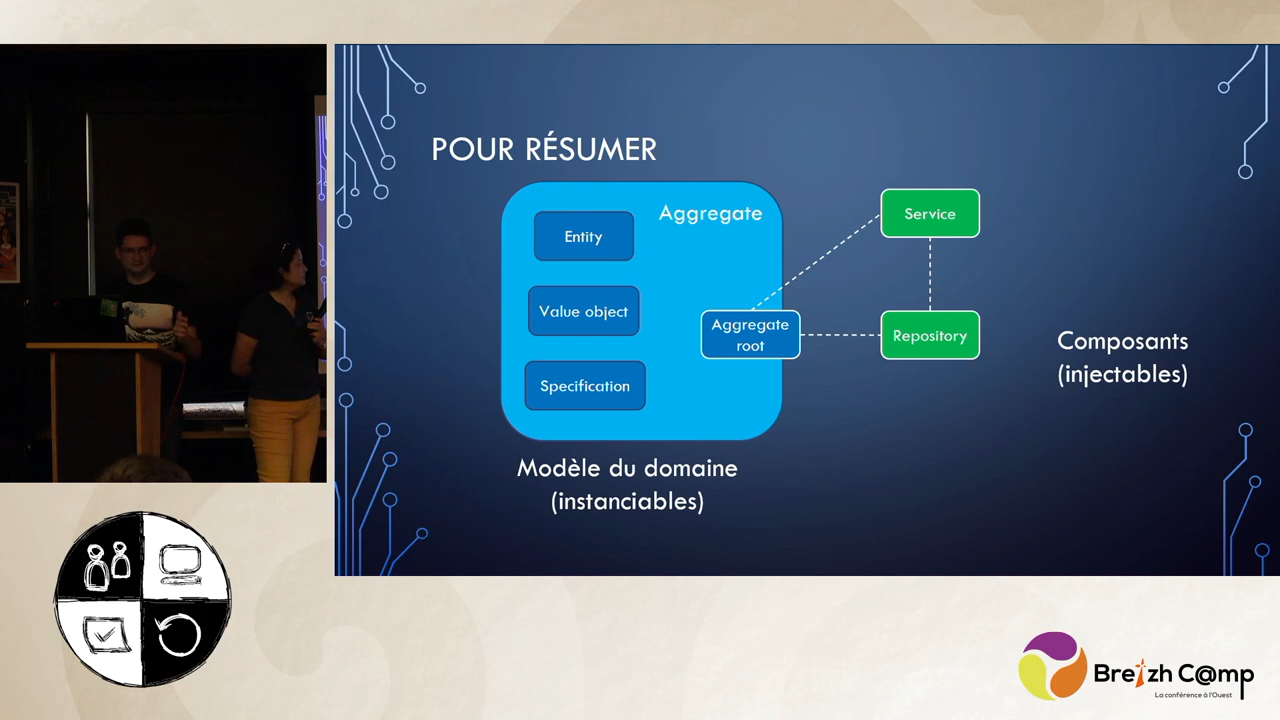 POUR RÉSUMER
Aggregate
Entity
Value object
Specification
Aggregate
root
Service
Repository
Composants
(injectables)
Modèle du domaine
(instanciables)
Breizh C@mp
La conférence à l'Ouest